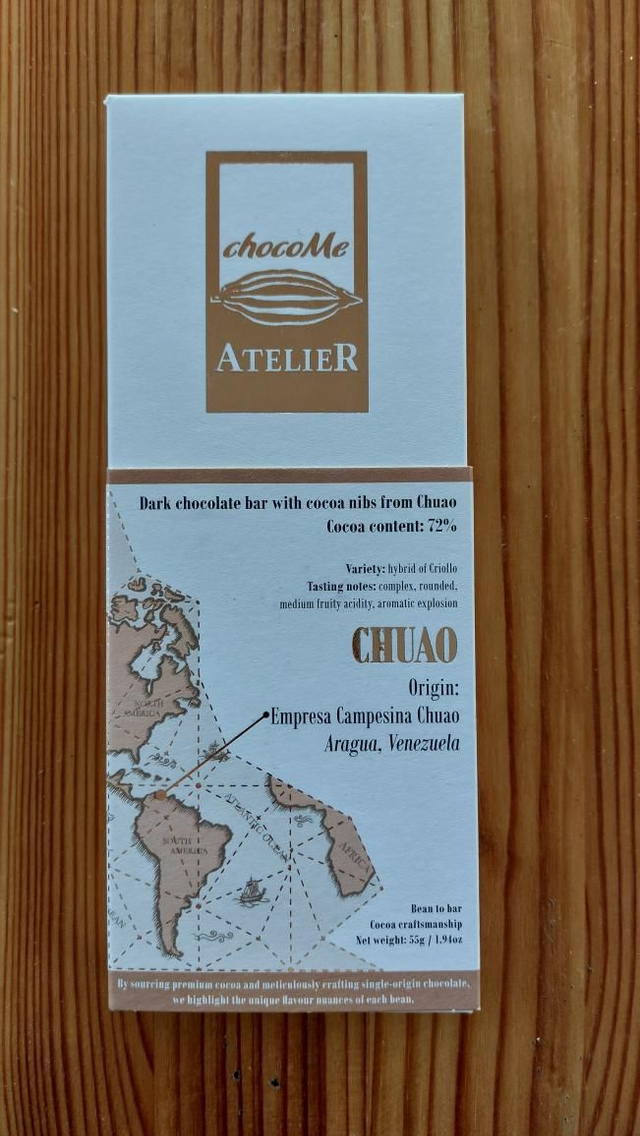 chocoMe
ATELIER
Dark chocolate bar with cocoa nibs from Chuao
Cocoa content: 72%
Variety: hybrid of Criollo
Tasting notes: complex, rounded,
medium fruity acidity, aromatic explosion
CHUAO
Origin:
Empresa Campesina Chuao
Aragua, Venezuela
NORTH
AMERICA
ATLANTIC OCEAN
SOUTH
AMERICA
AFRICA
Bean to bar
Cocoa craftsmanship
Net weight: 55g / 1.94oz
By sourcing premium cocoa and meticulously crafting single-origin chocolate,
we highlight the unique flavour nuances of each bean.